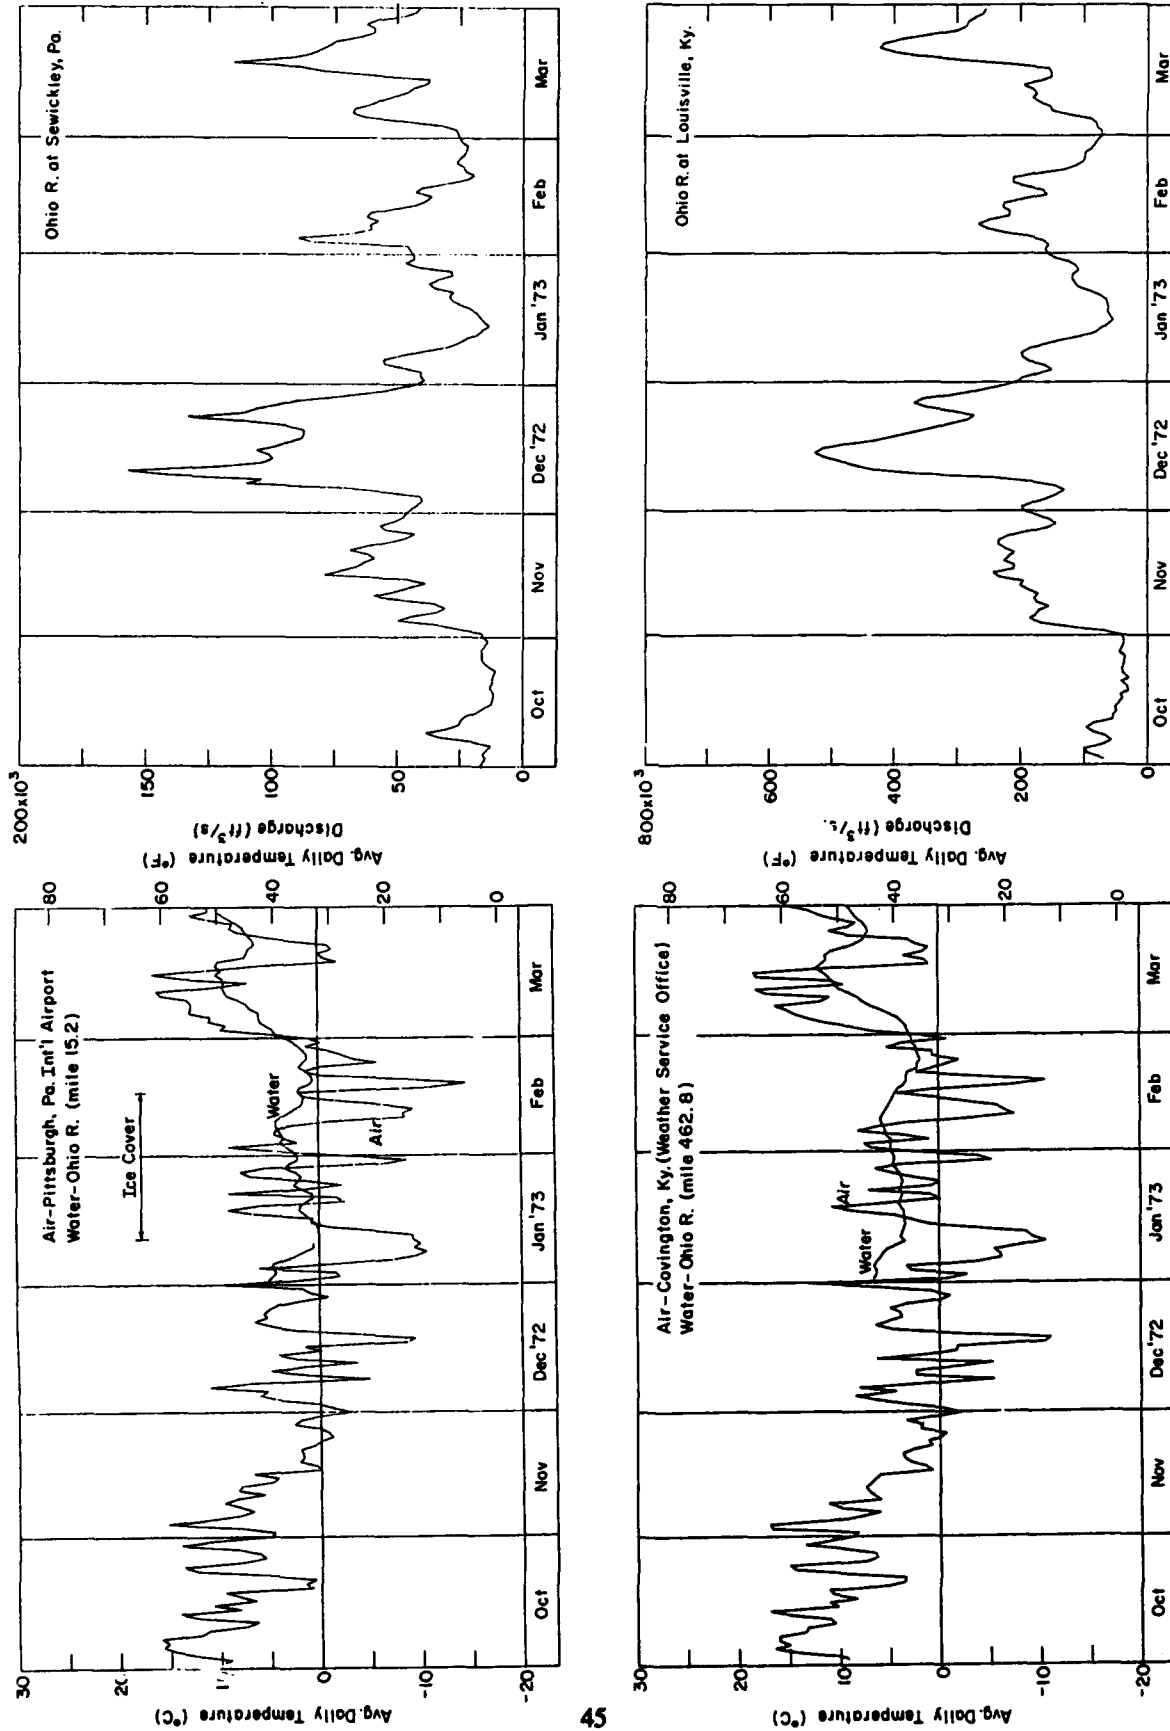 Air-Pittsburgh, Pa. Int'l Airport
Water-Ohio R. (mile 15.2)
Ice Cover
Water
Air
Avg. Daily Temperature (°C)
30
20
0
-10
-20
Avg. Daily Temperature (°F)
80
60
40
20
0
Oct
Nov
Dec '72
Jan '73
Feb
Mar
Ohio R. at Sewickley, Pa.
Discharge (ft³/s)
200x10³
150
100
50
0
Oct
Nov
Dec '72
Jan '73
Feb
Mar
Air-Covington, Ky. (Weather Service Office)
Water-Ohio R. (mile 462.8)
Water
Air
Avg. Daily Temperature (°C)
30
20
10
0
-10
-20
Avg. Daily Temperature (°F)
80
60
40
20
0
Oct
Nov
Dec '72
Jan '73
Feb
Mar
Ohio R. at Louisville, Ky.
Discharge (ft³/s.
800x10³
600
400
200
0
Oct
Nov
Dec '72
Jan '73
Feb
Mar
45